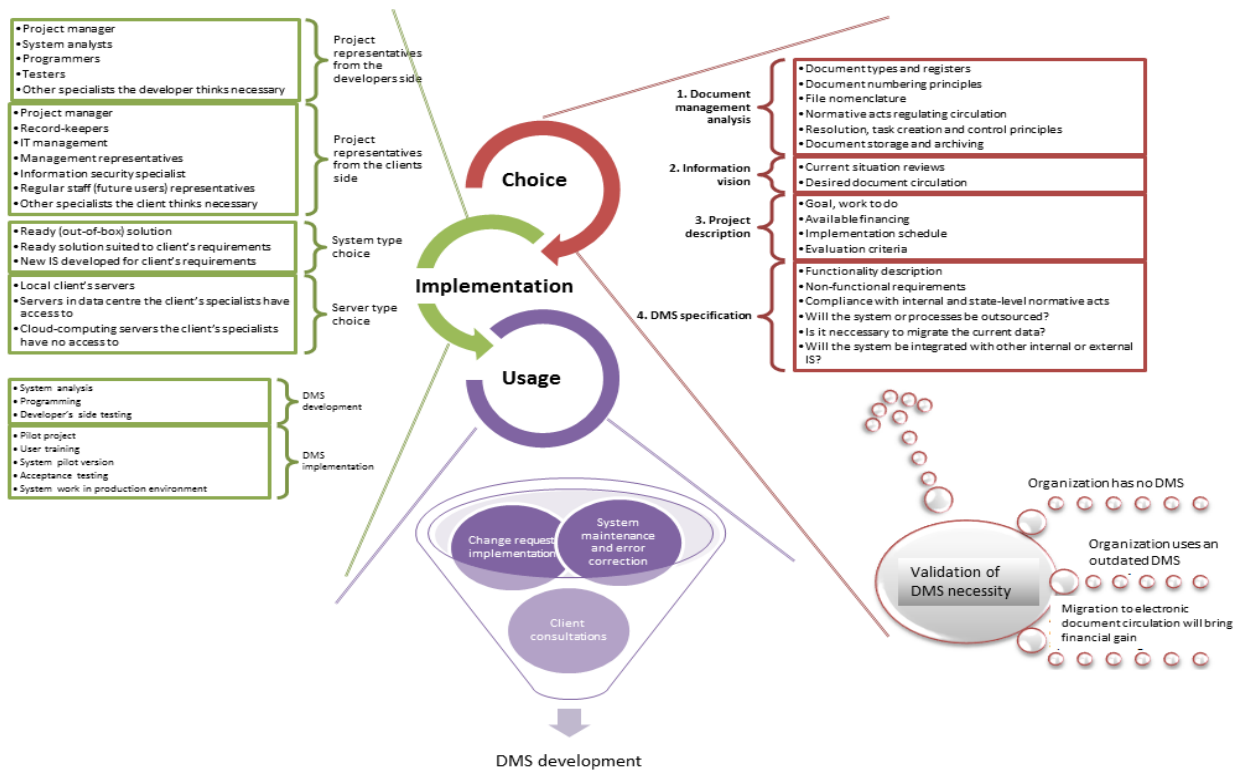 • Project manager
• System analysts
• Programmers
• Testers
• Other specialists the developer thinks necessary
Project
representatives
from the
developers side
• Project manager
• Record-keepers
• IT management
• Management representatives
• Information security specialist
• Regular staff (future users) representatives
• Other specialists the client thinks necessary
Project
representatives
from the clients
side
• Ready (out-of-box) solution
• Ready solution suited to client's requirements
• New IS developed for client's requirements
System type
choice
• Local client's servers
• Servers in data centre the client's specialists have
access to
• Cloud-computing servers the client's specialists
have no access to
Server type
choice
• System analysis
• Programming
• Developer's side testing
DMS
development
• Pilot project
• User training
• System pilot version
• Acceptance testing
• System work in production environment
DMS
implementation
Choice
Implementation
Usage
Change request
implementation
System
maintenance
and error
correction
Client
consultations
DMS development
1. Document
management
analysis
• Document types and registers
• Document numbering principles
• File nomenclature
• Normative acts regulating circulation
• Resolution, task creation and control principles
• Document storage and archiving
2. Information
vision
• Current situation reviews
• Desired document circulation
3. Project
description
• Goal, work to do
• Available financing
• Implementation schedule
• Evaluation criteria
4. DMS specification
• Functionality description
• Non-functional requirements
• Compliance with internal and state-level normative acts
• Will the system or processes be outsourced?
• Is it neccessary to migrate the current data?
• Will the system be integrated with other internal or external
IS?
Validation of
DMS necessity
Organization has no DMS
Organization uses an
outdated DMS
Migration to electronic
document circulation will bring
financial gain